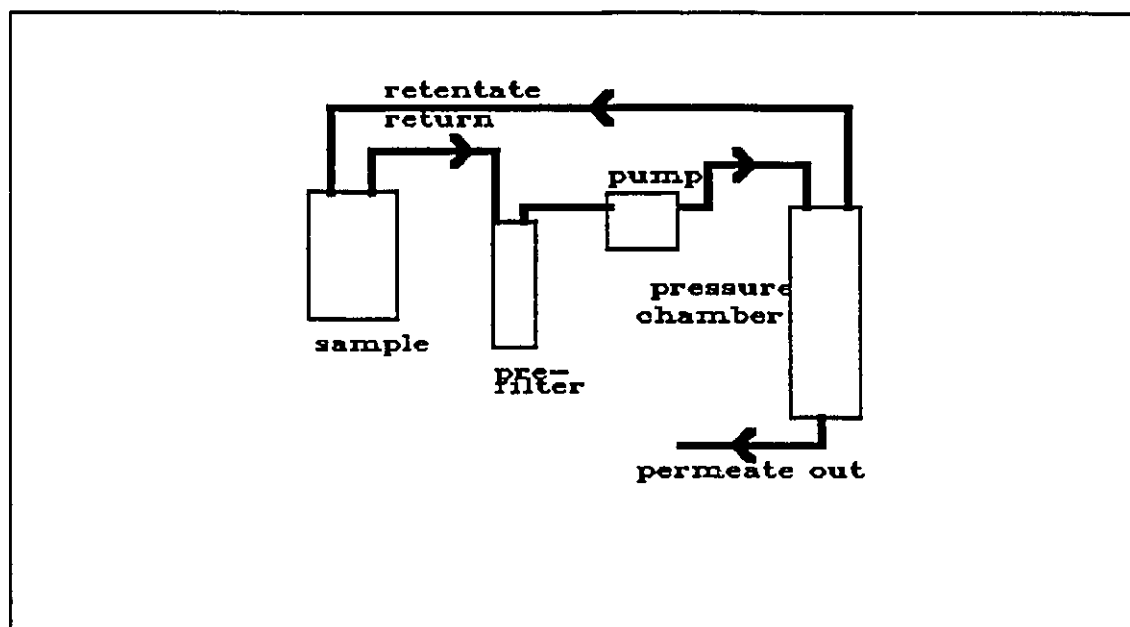 retentate
return
pump
pressure
chamber
sample
pre-
filter
permeate out